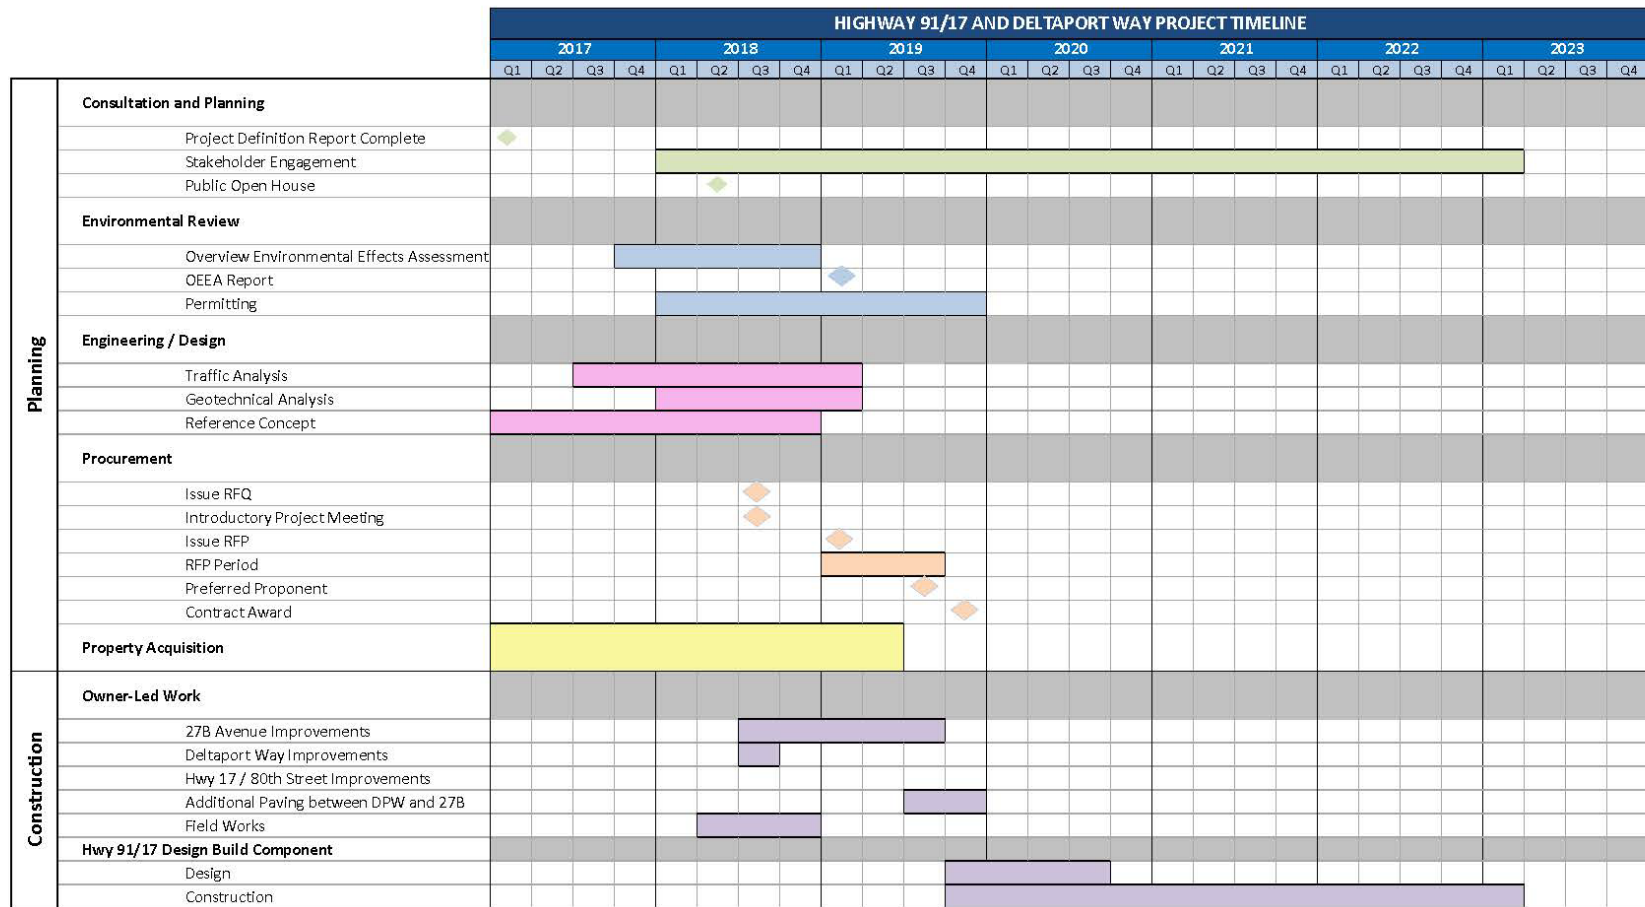 HIGHWAY 91/17 AND DELTAPORT WAY PROJECT TIMELINE
2017 2018 2019 2020 2021 2022 2023
Q1 Q2 Q3 Q4 Q1 Q2 Q3 Q4 Q1 Q2 Q3 Q4 Q1 Q2 Q3 Q4 Q1 Q2 Q3 Q4 Q1 Q2 Q3 Q4 Q1 Q2 Q3 Q4
Planning
Consultation and Planning
Project Definition Report Complete
Stakeholder Engagement
Public Open House
Environmental Review
Overview Environmental Effects Assessment
OEEA Report
Permitting
Engineering / Design
Traffic Analysis
Geotechnical Analysis
Reference Concept
Procurement
Issue RFQ
Introductory Project Meeting
Issue RFP
RFP Period
Preferred Proponent
Contract Award
Property Acquisition
Construction
Owner-Led Work
27B Avenue Improvements
Deltaport Way Improvements
Hwy 17 / 80th Street Improvements
Additional Paving between DPW and 27B
Field Works
Hwy 91/17 Design Build Component
Design
Construction